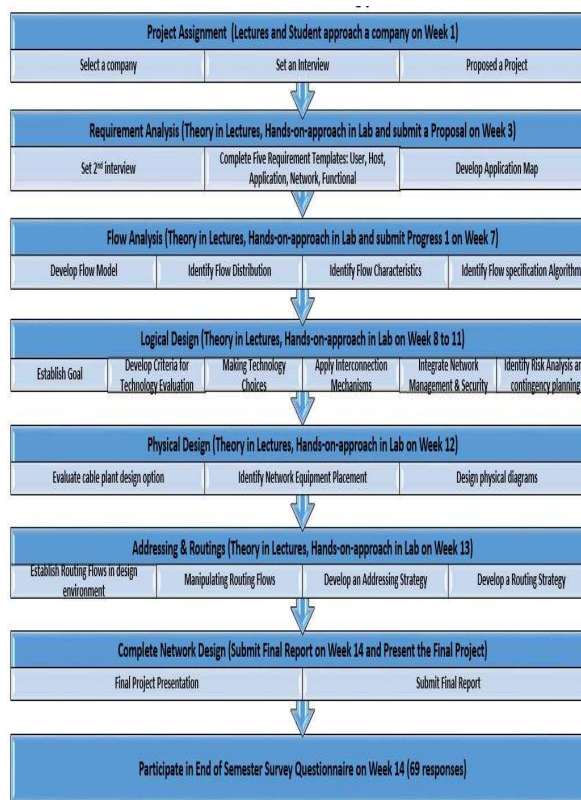 Project Assignment (Lectures and Student approach a company on Week 1)
Select a company
Set an Interview
Proposed a Project
Requirement Analysis (Theory in Lectures, Hands-on-approach in Lab and submit a Proposal on Week 3)
Set 2nd interview
Complete Five Requirement Templates: User, Host,
Application, Network, Functional
Develop Application Map
Flow Analysis (Theory in Lectures, Hands-on-approach in Lab and submit Progress 1 on Week 7)
Develop Flow Model
Identify Flow Distribution
Identify Flow Characteristics
Identify Flow specification Algorithm
Logical Design (Theory in Lectures, Hands-on-approach in Lab on Week 8 to 11)
Establish Goal
Develop Criteria for
Technology Evaluation
Making Technology
Choices
Apply Interconnection
Mechanisms
Integrate Network
Management & Security
Identify Risk Analysis an
contingency planning
Physical Design (Theory in Lectures, Hands-on-approach in Lab on Week 12)
Evaluate cable plant design option
Identify Network Equipment Placement
Design physical diagrams
Addressing & Routings (Theory in Lectures, Hands-on-approach in Lab on Week 13)
Establish Routing Flows in design
environment
Manipulating Routing Flows
Develop an Addressing Strategy
Develop a Routing Strategy
Complete Network Design (Submit Final Report on Week 14 and Present the Final Project)
Final Project Presentation
Submit Final Report
Participate in End of Semester Survey Questionnaire on Week 14 (69 responses)